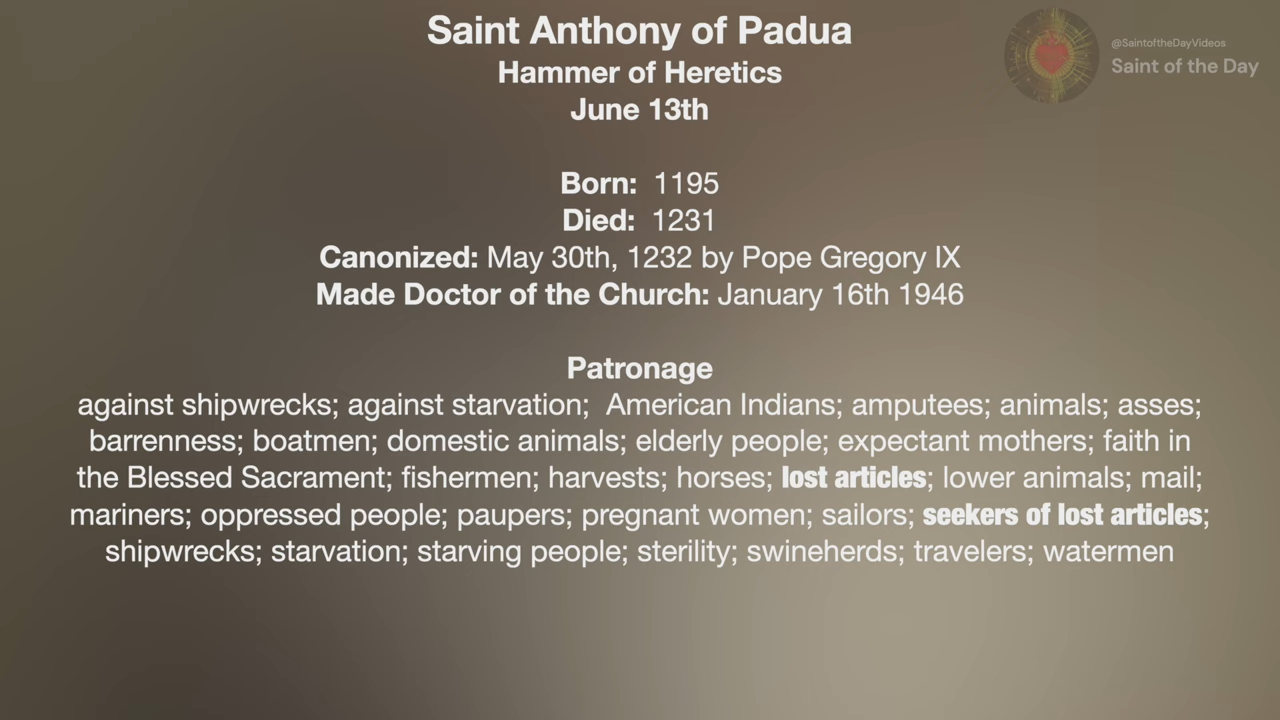 Saint Anthony of Padua
Hammer of Heretics
June 13th
@SaintoftheDayVideos
Saint of the Day
Born: 1195
Died: 1231
Canonized: May 30th, 1232 by Pope Gregory IX
Made Doctor of the Church: January 16th 1946
Patronage
against shipwrecks; against starvation; American Indians; amputees; animals; asses;
barrenness; boatmen; domestic animals; elderly people; expectant mothers; faith in
the Blessed Sacrament; fishermen; harvests; horses; lost articles; lower animals; mail;
mariners; oppressed people; paupers; pregnant women; sailors; seekers of lost articles;
shipwrecks; starvation; starving people; sterility; swineherds; travelers; watermen